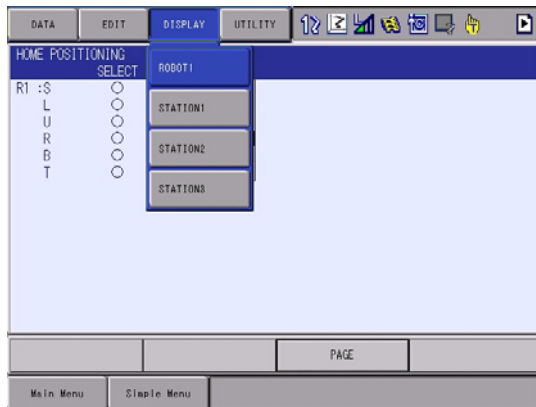 DATA EDIT DISPLAY UTILITY
HOME POSITIONING
SELECT
R1 :S
L
U
R
B
T
ROBOT1
STATION1
STATION2
STATION3
PAGE
Main Menu Simple Menu